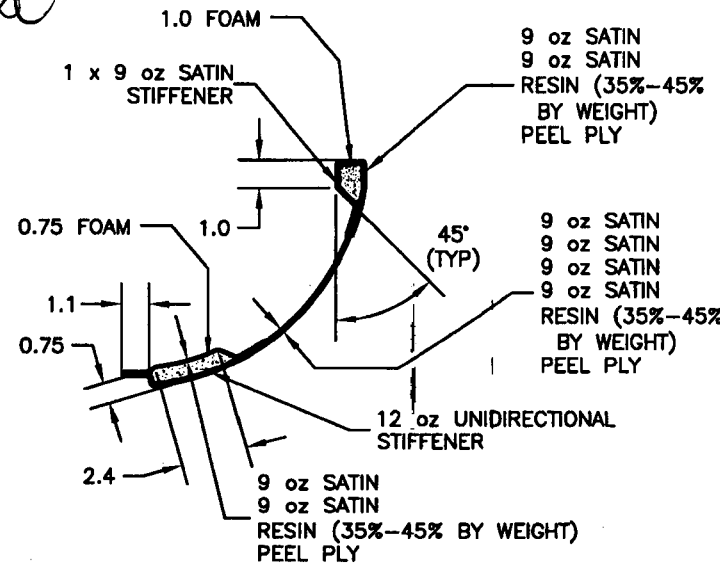 1.0 FOAM
1 x 9 oz SATIN
STIFFENER
9 oz SATIN
9 oz SATIN
RESIN (35%-45%
BY WEIGHT)
PEEL PLY
1.0
0.75 FOAM
45°
(TYP)
9 oz SATIN
9 oz SATIN
9 oz SATIN
9 oz SATIN
RESIN (35%-45%
BY WEIGHT)
PEEL PLY
1.1
0.75
12 oz UNIDIRECTIONAL
STIFFENER
2.4
9 oz SATIN
9 oz SATIN
RESIN (35%-45% BY WEIGHT)
PEEL PLY